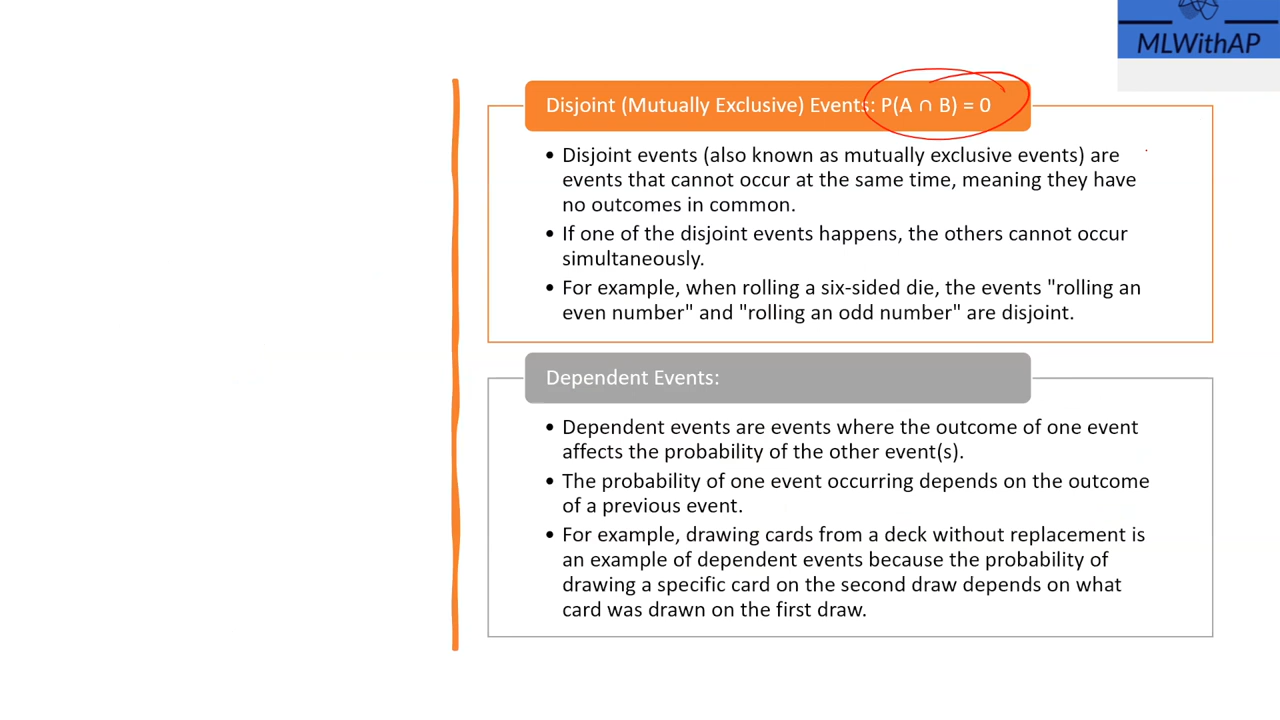 MLWithAP
Disjoint (Mutually Exclusive) Events: P(A ∩ B) = 0
• Disjoint events (also known as mutually exclusive events) are
events that cannot occur at the same time, meaning they have
no outcomes in common.
• If one of the disjoint events happens, the others cannot occur
simultaneously.
• For example, when rolling a six-sided die, the events "rolling an
even number" and "rolling an odd number" are disjoint.
Dependent Events:
• Dependent events are events where the outcome of one event
affects the probability of the other event(s).
• The probability of one event occurring depends on the outcome
of a previous event.
• For example, drawing cards from a deck without replacement is
an example of dependent events because the probability of
drawing a specific card on the second draw depends on what
card was drawn on the first draw.